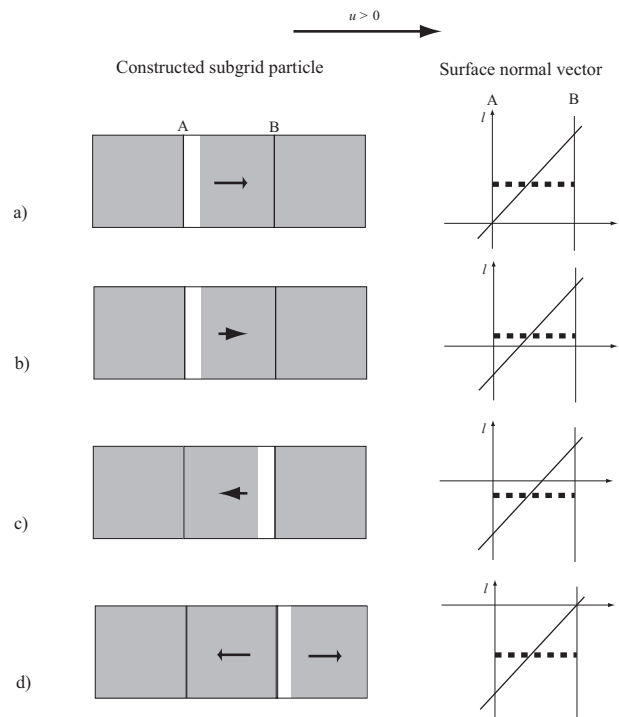 u > 0
Constructed subgrid particle
Surface normal vector
A B
A B
l
a)
l
b)
l
c)
l
d)